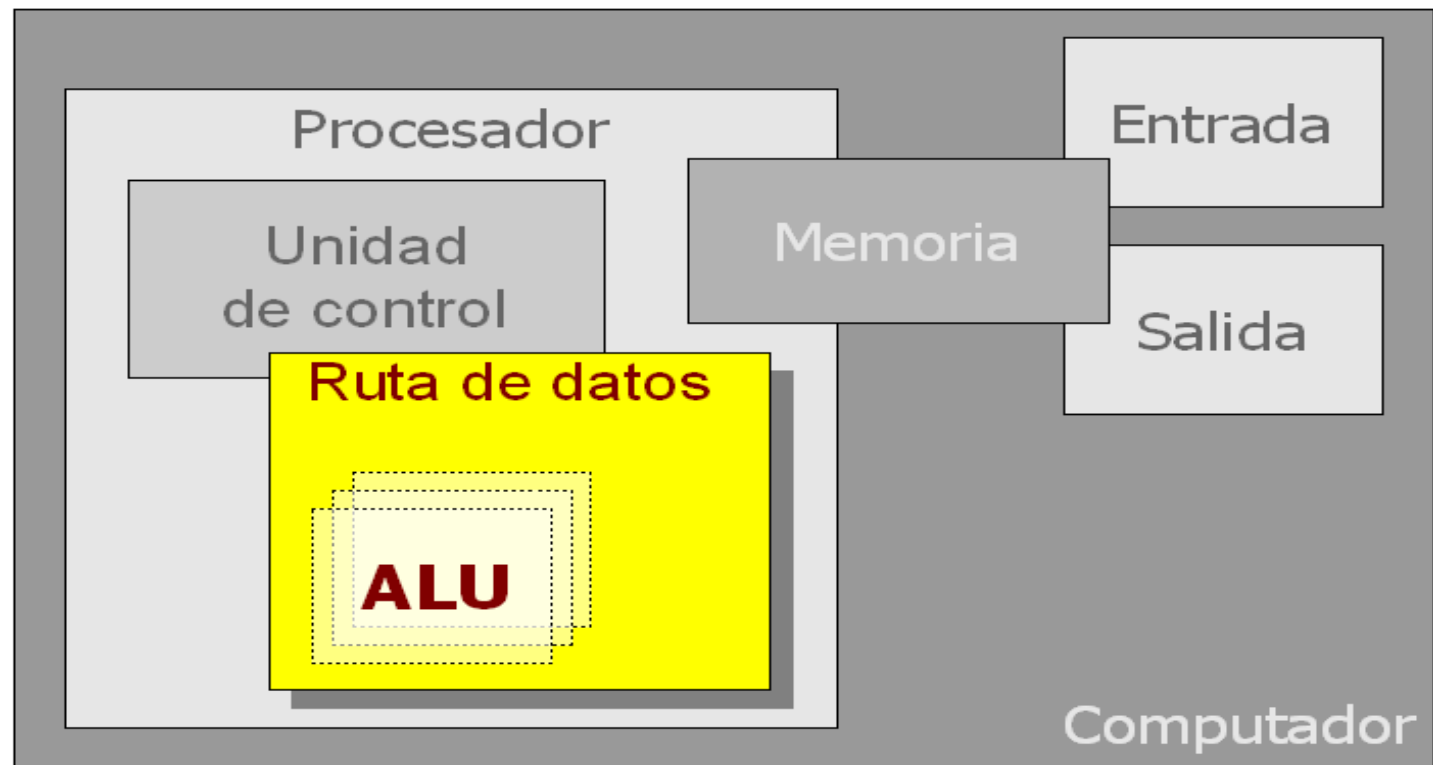 Procesador
Entrada
Unidad
de control
Memoria
Salida
Ruta de datos
ALU
Computador